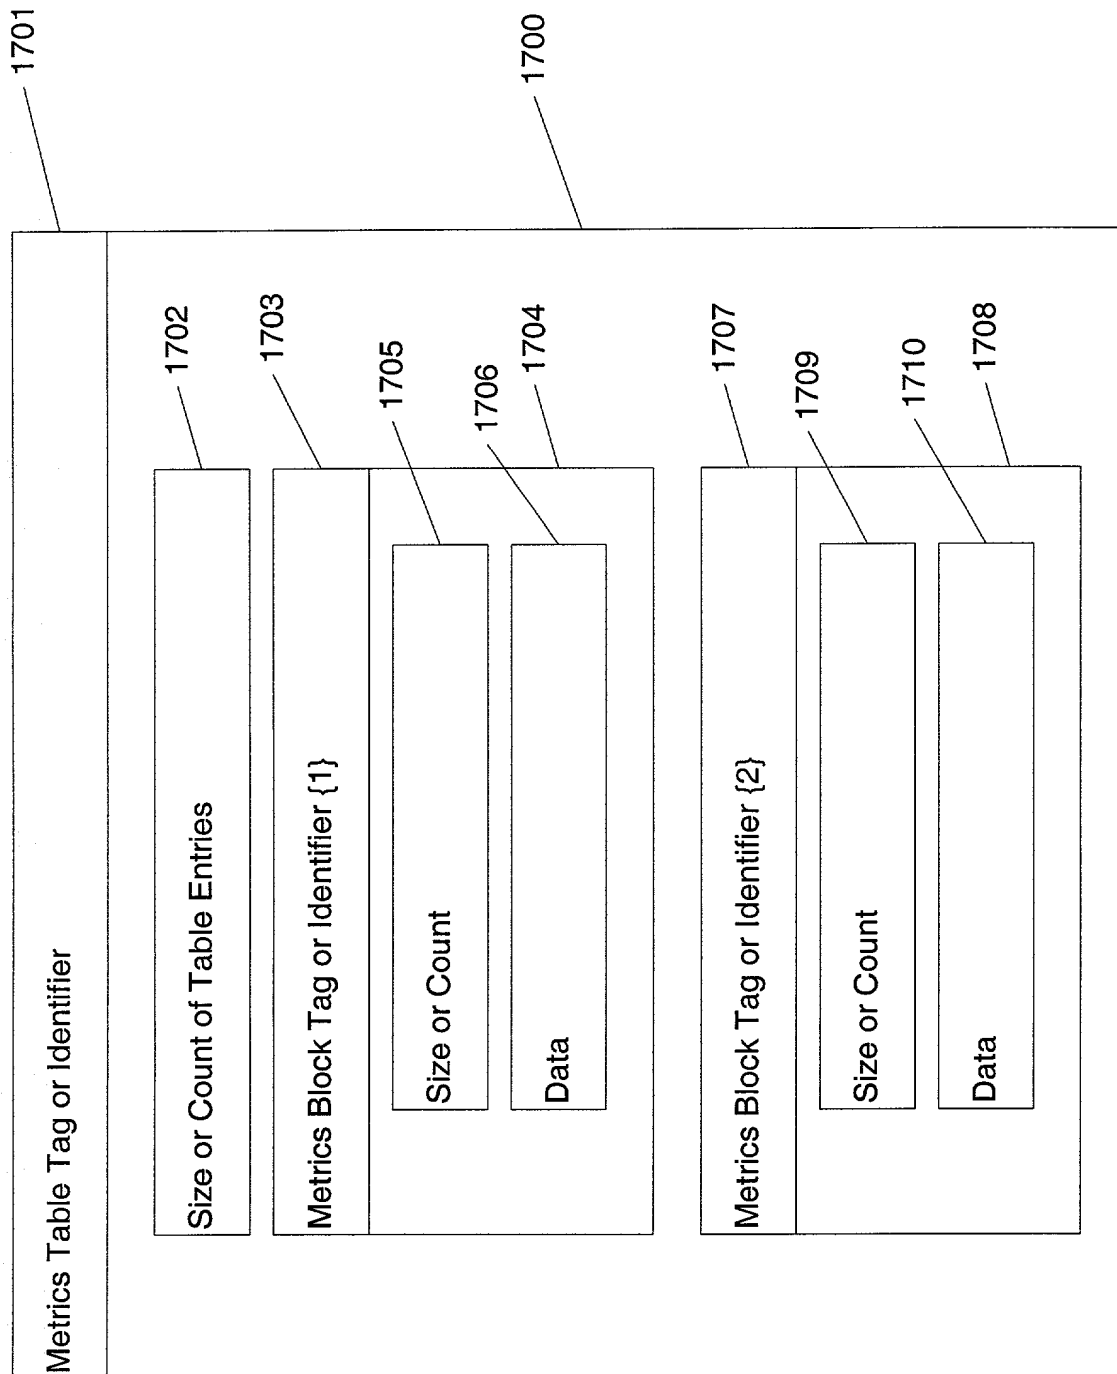 Metrics Table Tag or Identifier
1701
1700
Size or Count of Table Entries
1702
Metrics Block Tag or Identifier {1}
1703
Size or Count
1705
Data
1706
1704
Metrics Block Tag or Identifier {2}
1707
Size or Count
1709
Data
1710
1708